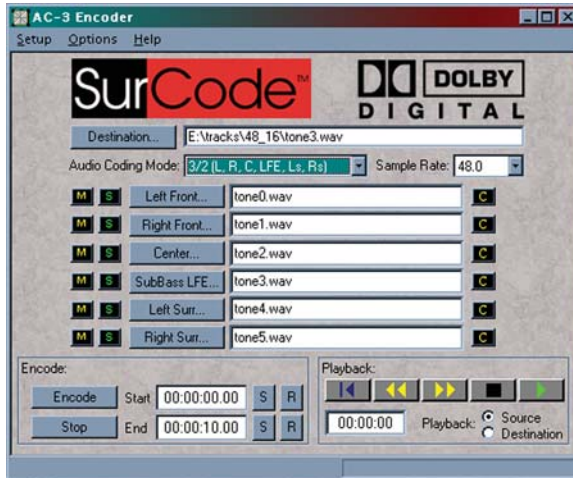 AC-3 Encoder
Setup Options Help
SurCode™ DOLBY
DIGITAL
Destination... E:\tracks\48_16\tone3.wav
Audio Coding Mode: 3/2 (L, R, C, LFE, Ls, Rs) Sample Rate: 48.0
M S Left Front... tone0.wav C
M S Right Front... tone1.wav C
M S Center... tone2.wav C
M S SubBass LFE... tone3.wav C
M S Left Surr... tone4.wav C
M S Right Surr... tone5.wav C
Encode: Playback:
Encode Start 00:00:00.00 S R
Stop End 00:00:10.00 S R 00:00:00 Playback: Source
Destination